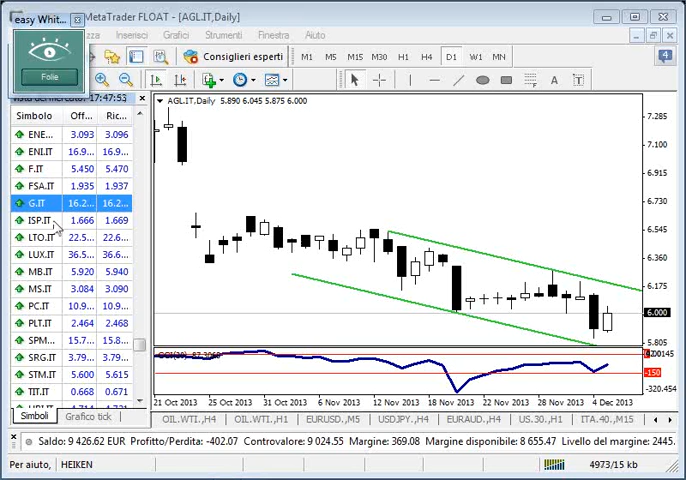 easy Whit...
MetaTrader FLOAT - [AGL.IT,Daily]
Inserisci Grafici Strumenti Finestra Aiuto
Folie
Consiglieri esperti
M1 M5 M15 M30 H1 H4 D1 W1 MN
4
17:47:53
Simbolo Off... Ric...
ENE... 3.093 3.096
ENI.IT 16.9... 16.9...
F.IT 5.450 5.470
FSA.IT 1.935 1.937
G.IT 16.2... 16.2...
ISP.IT 1.666 1.669
LTO.IT 22.5... 22.6...
LUX.IT 36.5... 36.6...
MB.IT 5.920 5.940
MS.IT 3.084 3.090
PC.IT 10.9... 10.9...
PLT.IT 2.464 2.468
SPM... 15.7... 15.8...
SRG.IT 3.79... 3.79...
STM.IT 5.600 5.615
TIT.IT 0.668 0.671
Simboli Grafico tick
AGL.IT,Daily 5.890 6.045 5.875 6.000
7.285
7.100
6.915
6.730
6.545
6.360
6.175
6.000
5.805
-150
-320.454
21 Oct 2013 25 Oct 2013 31 Oct 2013 6 Nov 2013 12 Nov 2013 18 Nov 2013 22 Nov 2013 28 Nov 2013 4 Dec 2013
OIL.WTI.,H4 OIL.WTI.,H1 EURUSD.,M5 USDJPY.,H4 EURAUD.,H4 US.30.,H1 ITA.40.,M15
Saldo: 9 426.62 EUR Profitto/Perdita: -402.07 Controvalore: 9 024.55 Margine: 369.08 Margine disponibile: 8 655.47 Livello del margine: 2445.
Per aiuto, HEIKEN 4973/15 kb